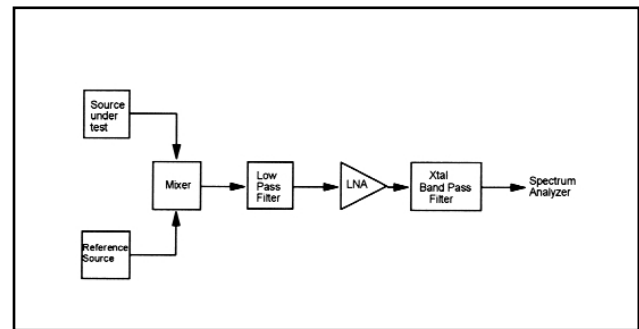 Source
under
test
Mixer
Low
Pass
Filter
LNA
Xtal
Band Pass
Filter
Spectrum
Analyzer
Reference
Source